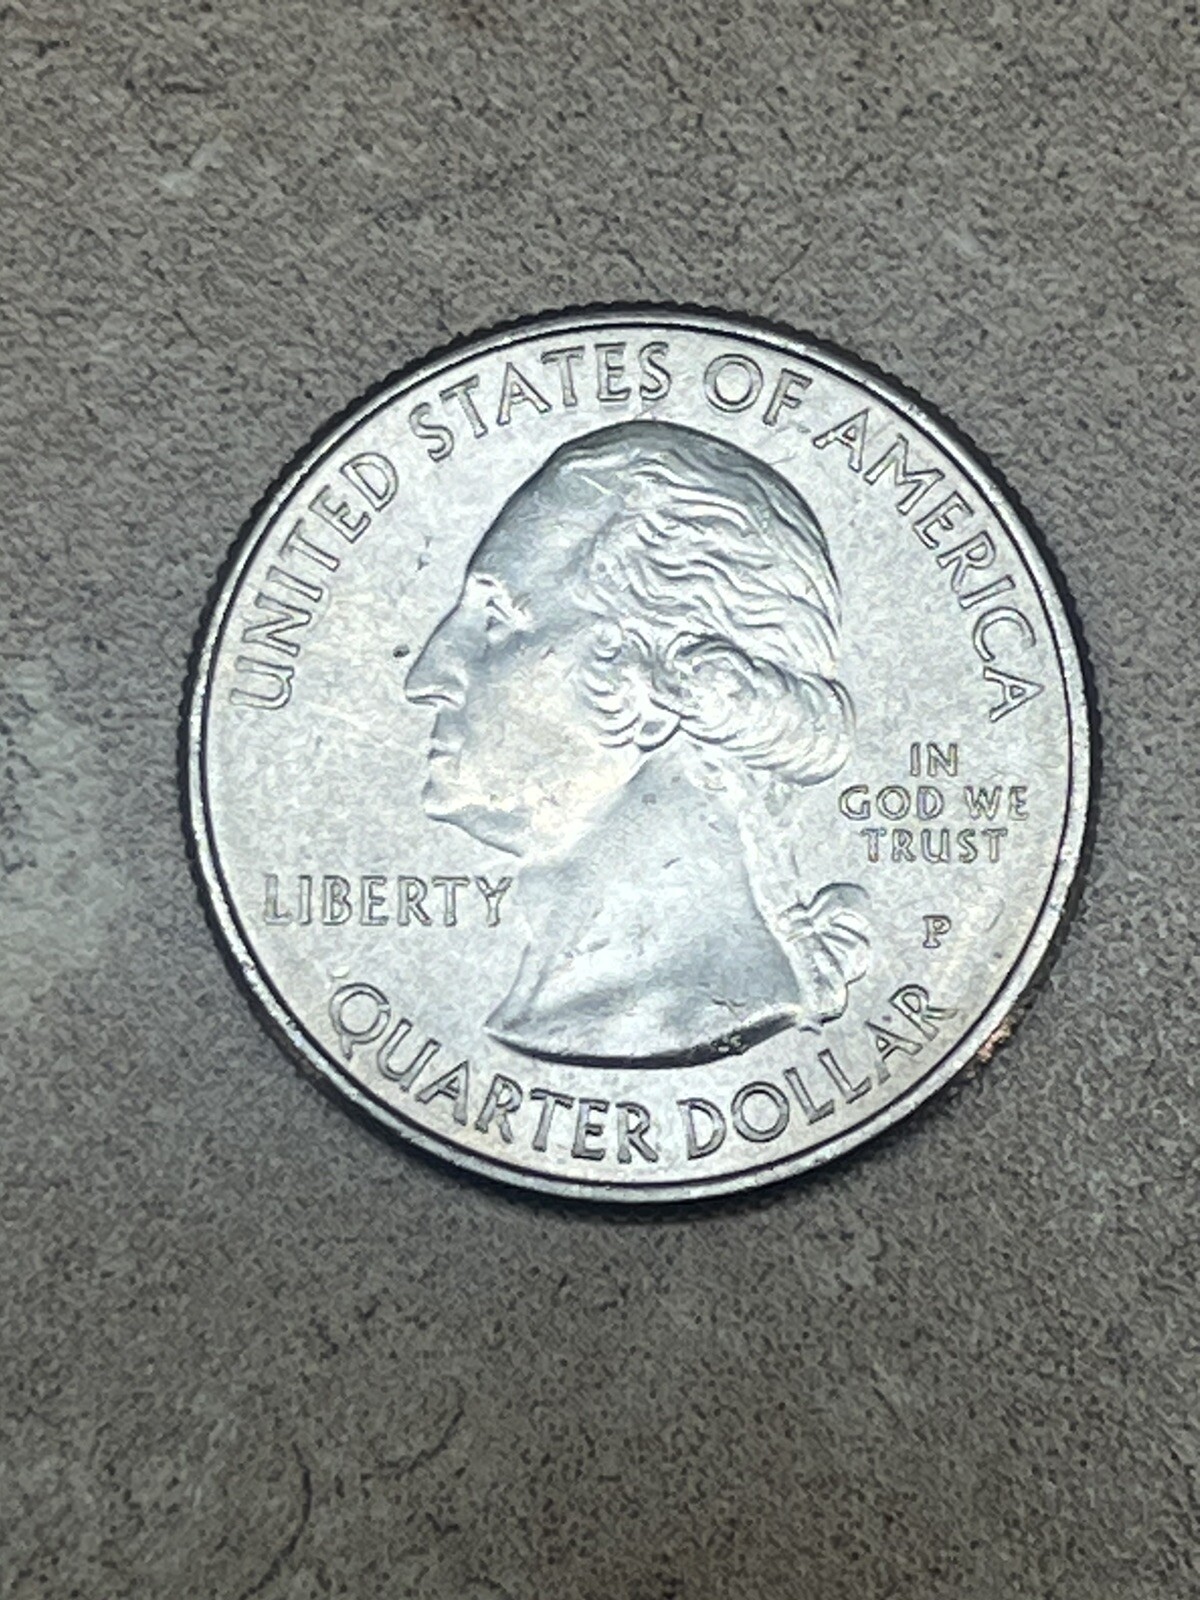 UNITED STATES OF AMERICA
IN
GOD WE
TRUST
LIBERTY
P
QUARTER DOLLAR